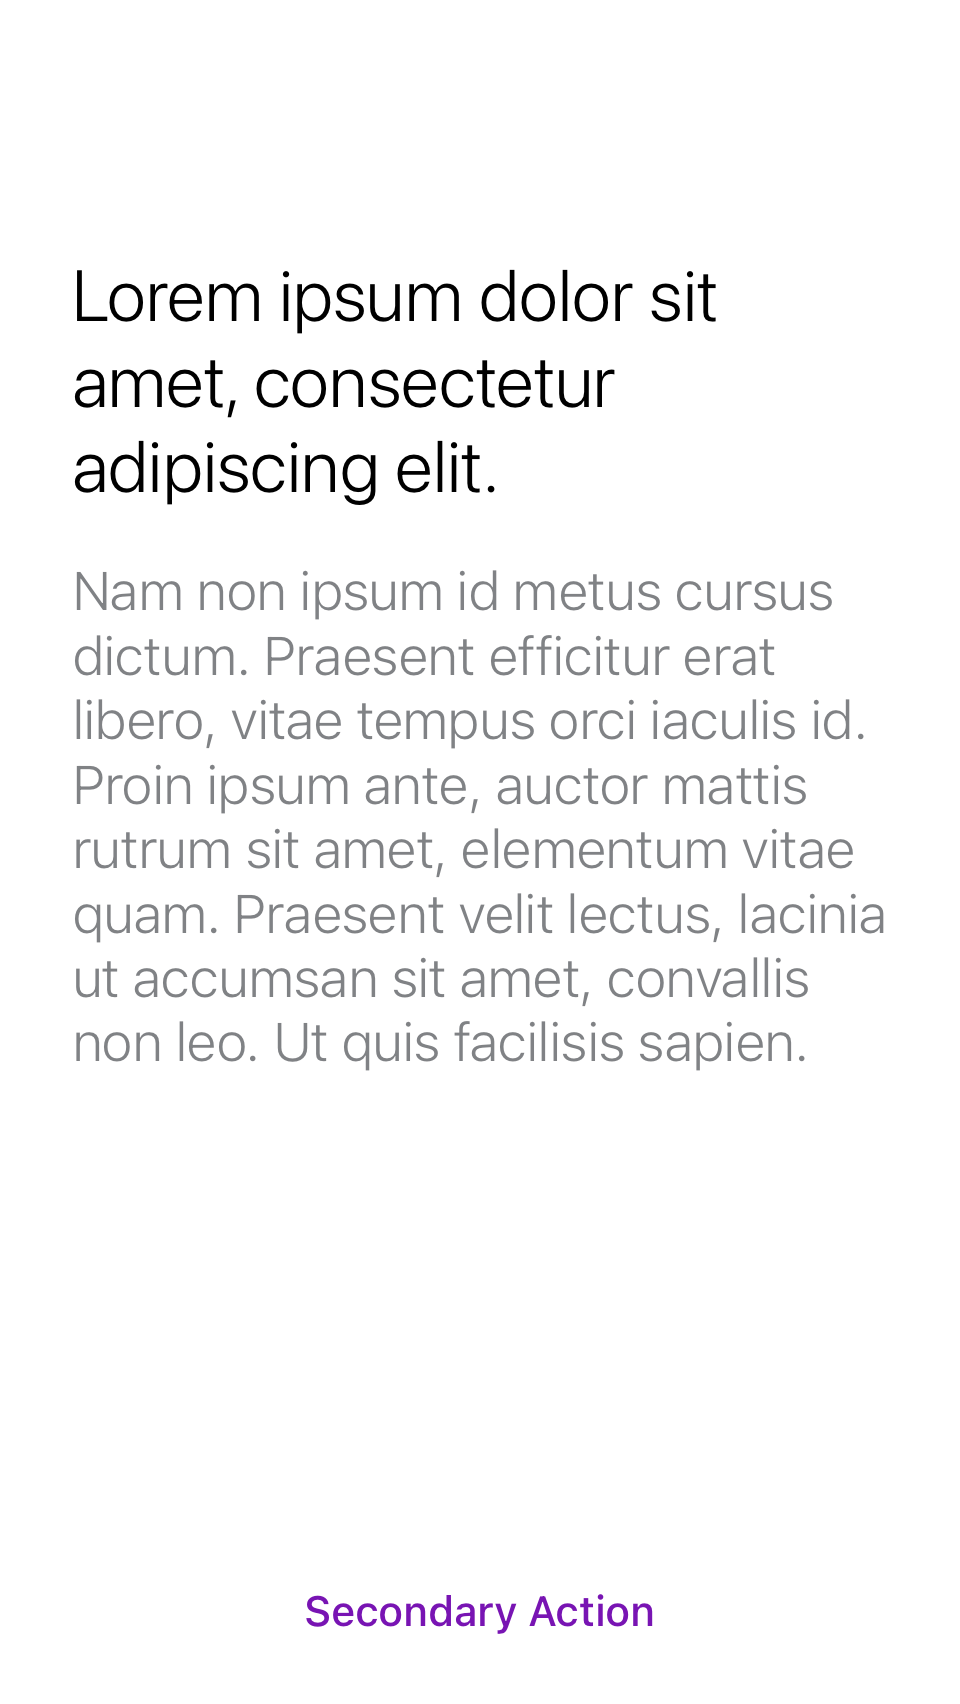 Lorem ipsum dolor sit
amet, consectetur
adipiscing elit.
Nam non ipsum id metus cursus
dictum. Praesent efficitur erat
libero, vitae tempus orci iaculis id.
Proin ipsum ante, auctor mattis
rutrum sit amet, elementum vitae
quam. Praesent velit lectus, lacinia
ut accumsan sit amet, convallis
non leo. Ut quis facilisis sapien.
Secondary Action